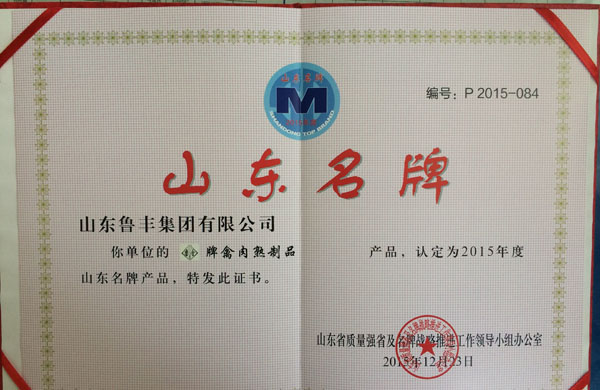 山东名牌
M
SHANDONG TOP BRAND
编号：P 2015-084
山东名牌
山东鲁丰集团有限公司
你单位的 牌禽肉熟制品 产品，认定为2015年度
山东名牌产品，特发此证书。
山东省质量强省及名牌战略推进工作领导小组办公室
2015年12月23日